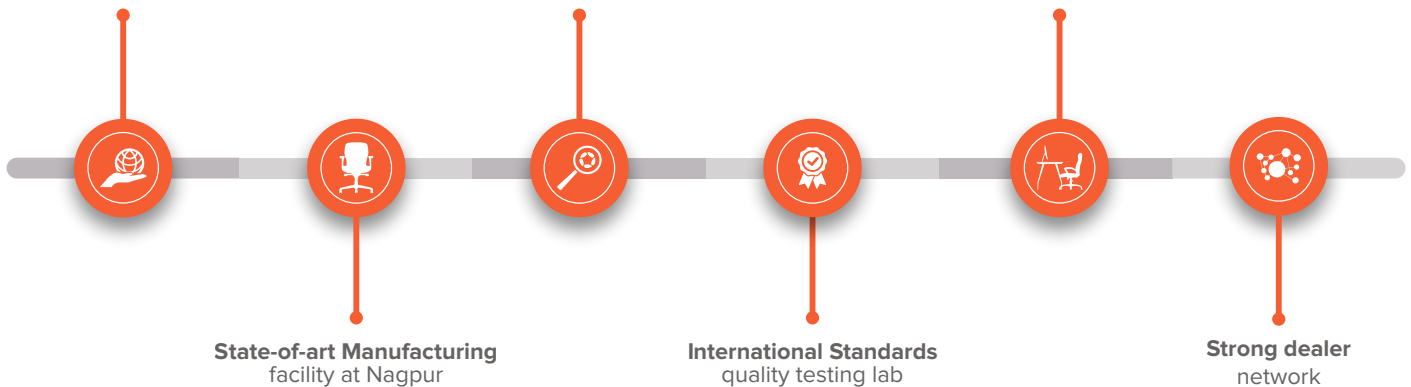 State-of-art Manufacturing
facility at Nagpur
International Standards
quality testing lab
Strong dealer
network